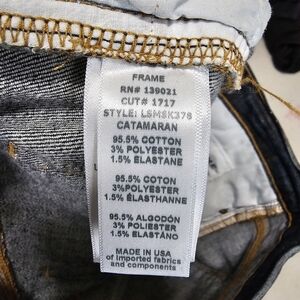 FRAME
RN# 139021
CUT# 1717
STYLE: LSMSK378
CATAMARAN
95.5% COTTON
3% POLYESTER
1.5% ELASTANE
95.5% COTON
3% POLYESTER
1.5% ÉLASTHANNE
95.5% ALGODÓN
3% POLIESTER
1.5% ELASTÁNO
MADE IN USA
of imported fabrics
and components